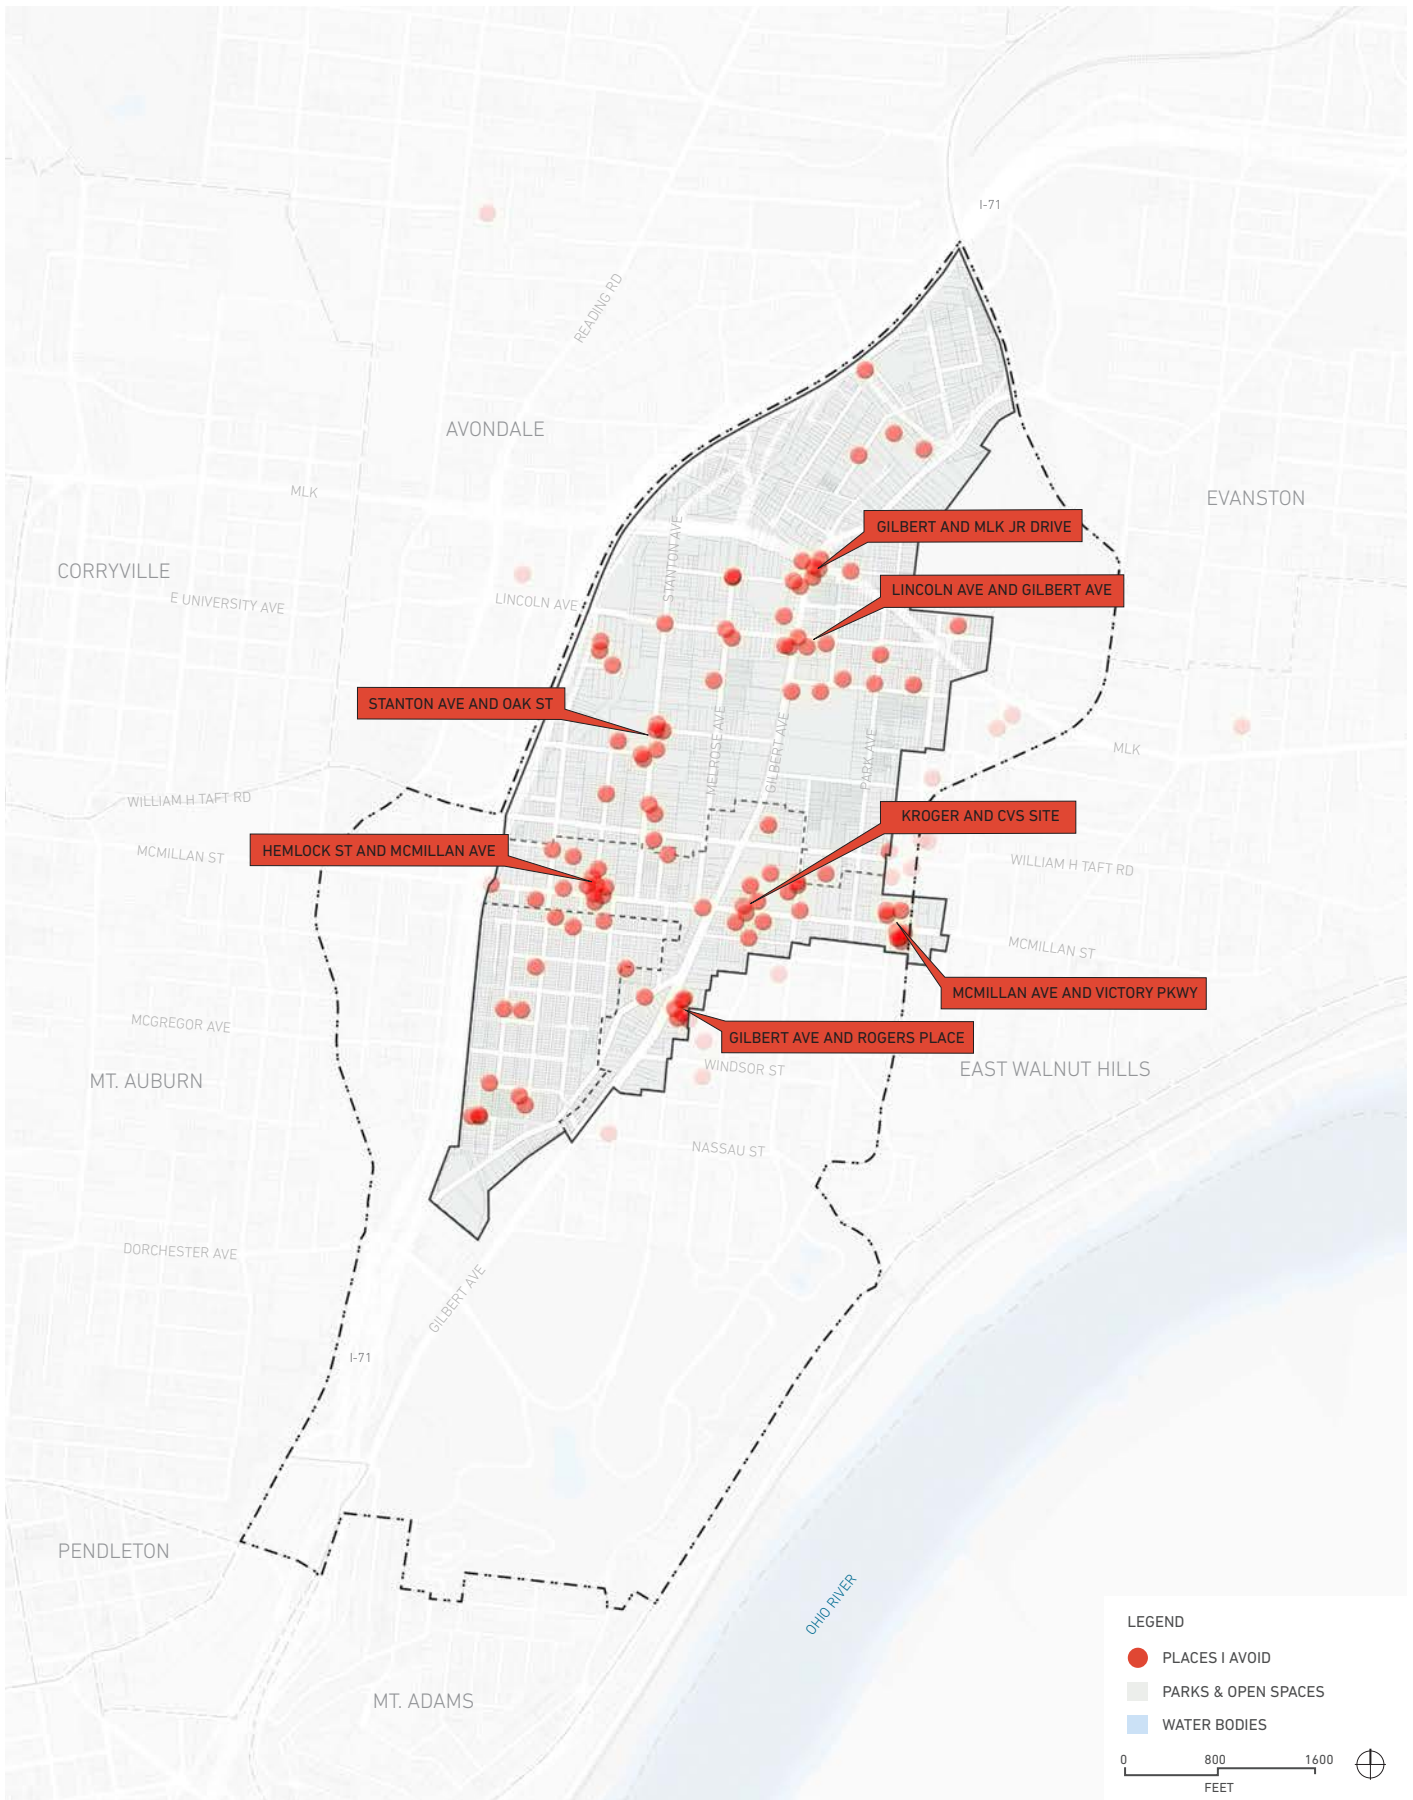 I-71
READING RD
AVONDALE
MLK
EVANSTON
GILBERT AND MLK JR DRIVE
STANTON AVE
CORRYVILLE
E UNIVERSITY AVE
LINCOLN AVE
LINCOLN AVE AND GILBERT AVE
STANTON AVE AND OAK ST
MELROSE AVE
GILBERT AVE
PARK AVE
MLK
WILLIAM H TAFT RD
KROGER AND CVS SITE
HEMLOCK ST AND MCMILLAN AVE
MCMILLAN ST
WILLIAM H TAFT RD
MCMILLAN ST
MCMILLAN AVE AND VICTORY PKWY
MCGREGOR AVE
GILBERT AVE AND ROGERS PLACE
WINDSOR ST
EAST WALNUT HILLS
MT. AUBURN
NASSAU ST
DORCHESTER AVE
GILBERT AVE
I-71
PENDLETON
OHIO RIVER
MT. ADAMS
LEGEND
PLACES I AVOID
PARKS & OPEN SPACES
WATER BODIES
0 800 1600
FEET